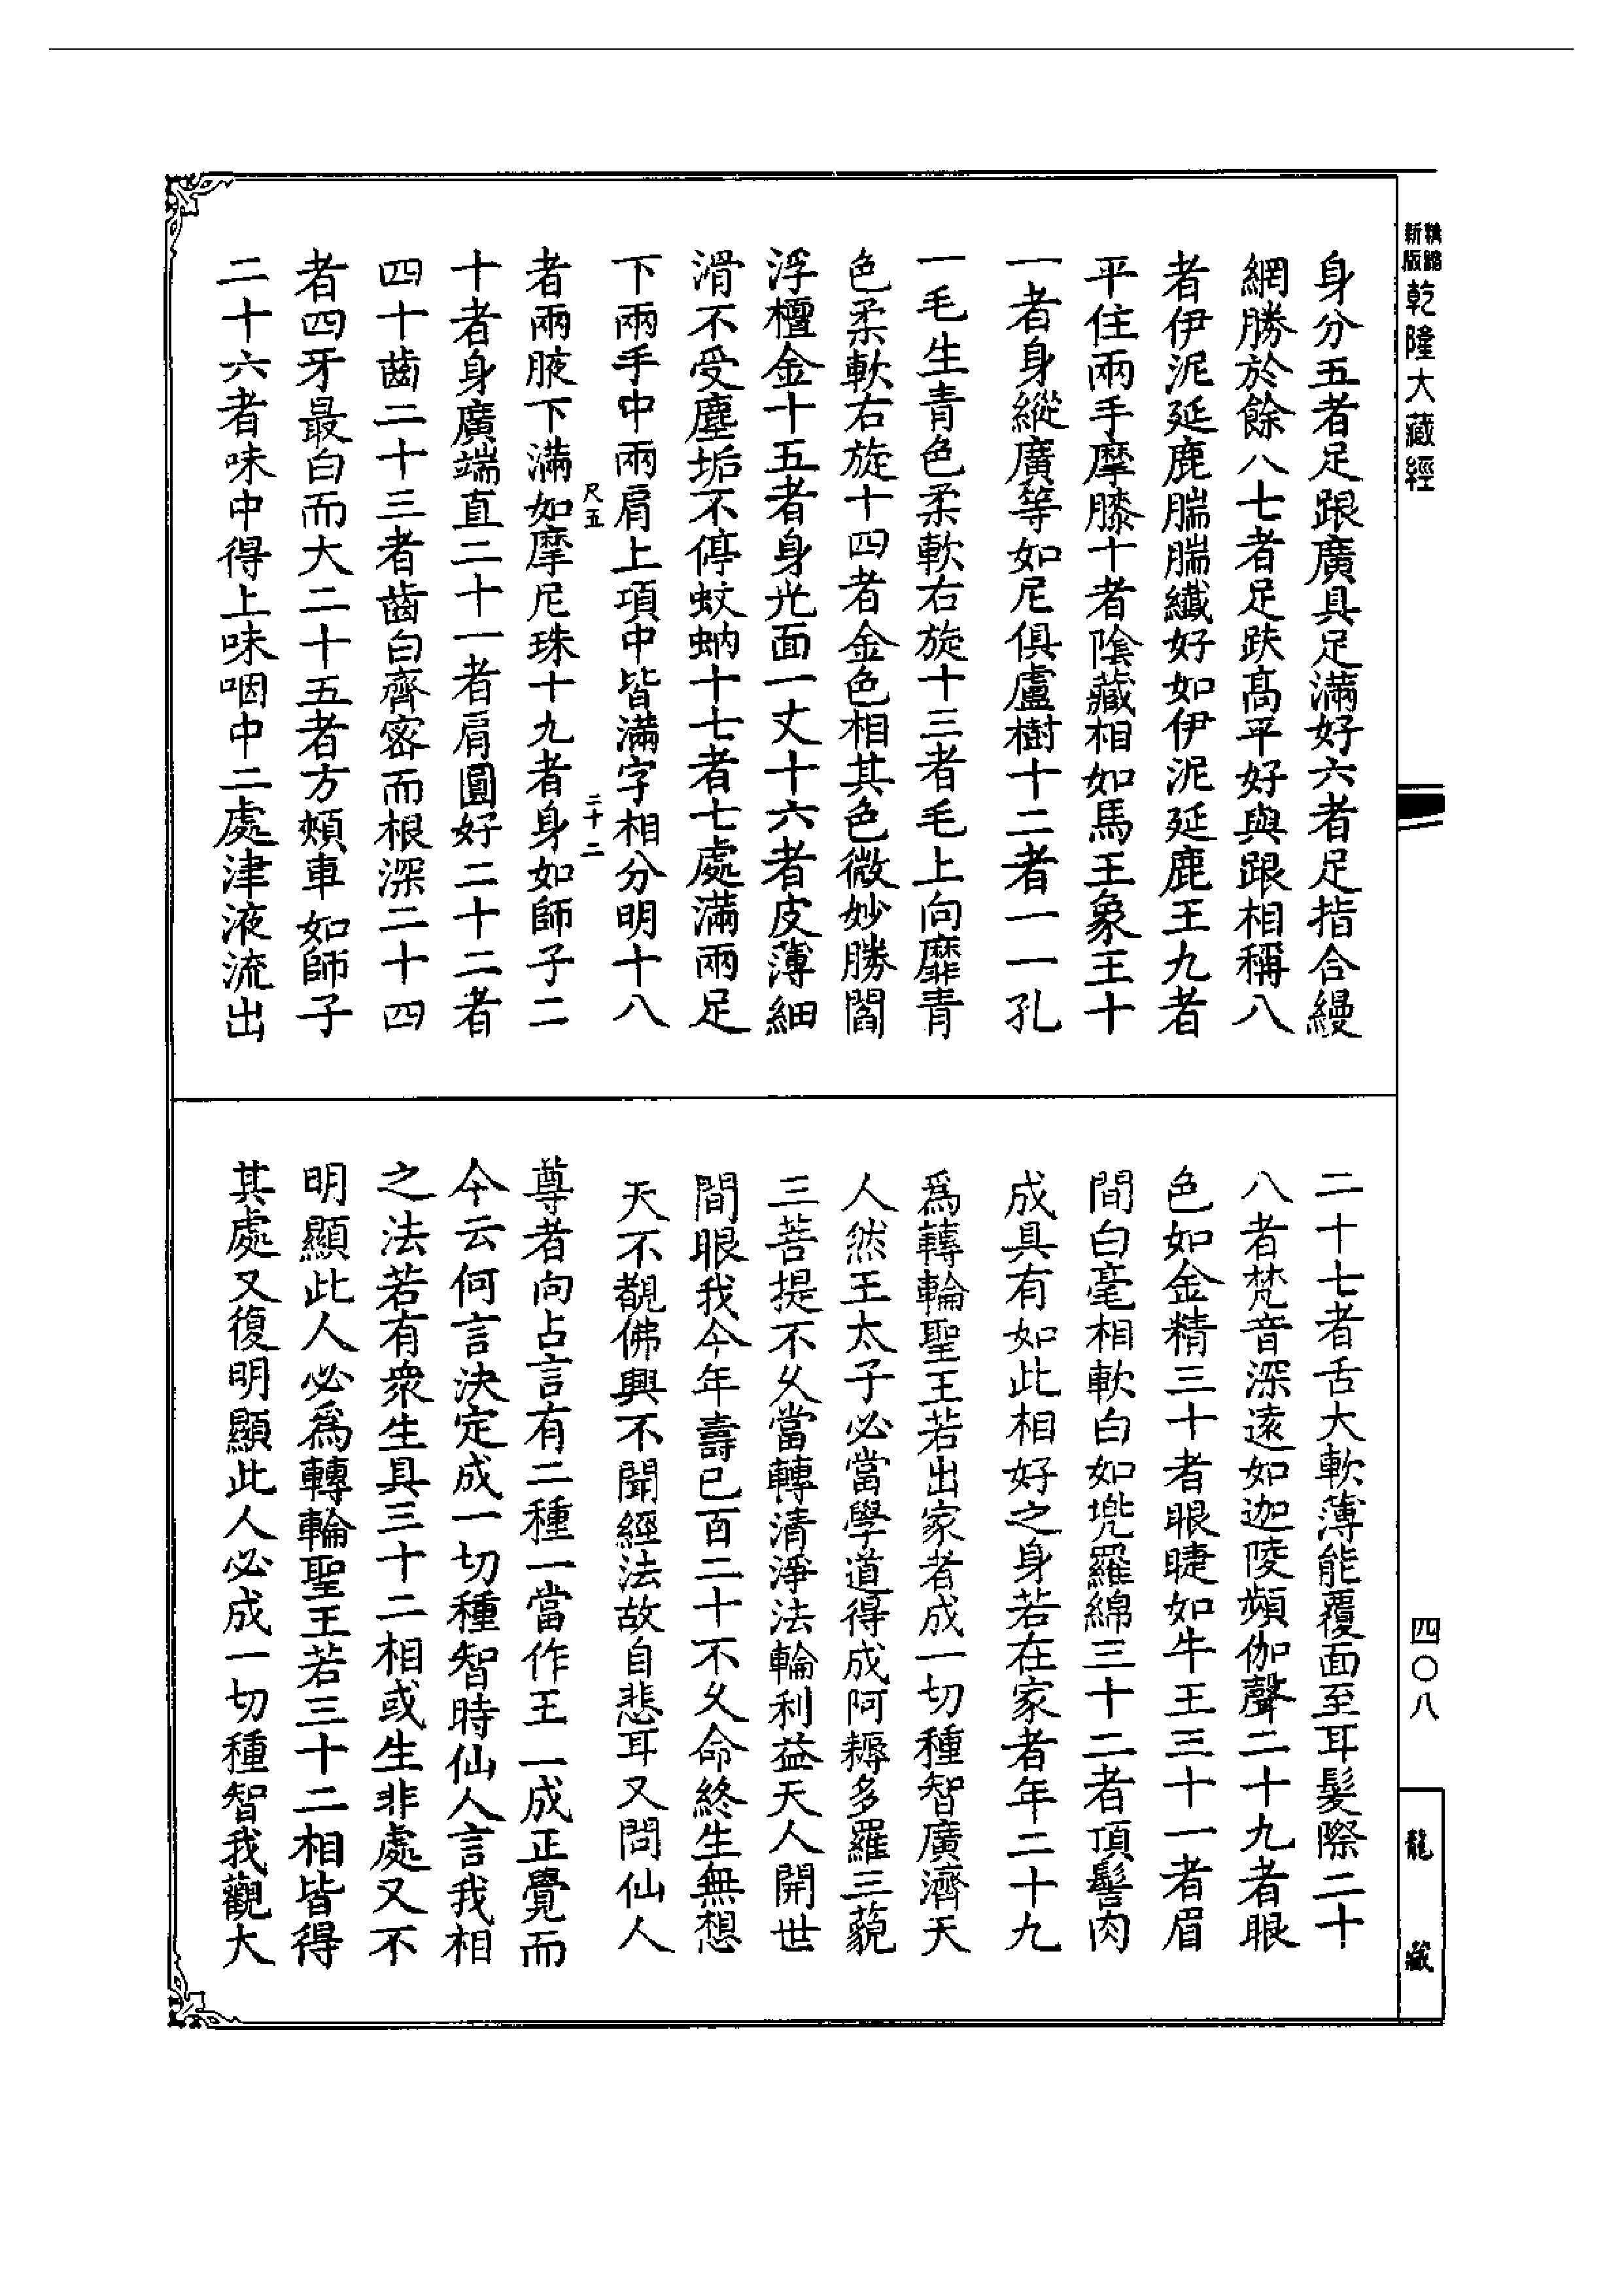 新版 精縮 乾隆大藏經
四〇八
龍藏
身分五者足跟廣具足滿好六者足指合縵
網勝於餘人七者足趺高平好與跟相稱八
者伊泥延鹿腨腨纖好如伊泥延鹿王九者
平住兩手摩膝十者陰藏相如馬王象王十
一者身縱廣等如尼俱盧樹十二者一一孔
一毛生青色柔軟右旋十三者毛上向靡青
色柔軟右旋十四者金色相其色微妙勝閻
浮檀金十五者身光面一丈十六者皮薄細
滑不受塵垢不停蚊蚋十七者七處滿兩足
下兩手中兩肩上項中皆滿字相分明十八
尺五
二十二
者兩腋下滿如摩尼珠十九者身如師子二
十者身廣端直二十一者肩圓好二十二者
四十齒二十三者齒白齊密而根深二十四
者四牙最白而大二十五者方頰車如師子
二十六者味中得上味咽中二處津液流出
二十七者舌大軟薄能覆面至耳髮際二十
八者梵音深遠如迦陵頻伽聲二十九者眼
色如金精三十者眼睫如牛王三十一者眉
間白毫相軟白如兜羅綿三十二者頂髻肉
成具有如此相好之身若在家者年二十九
爲轉輪聖王若出家者成一切種智廣濟天
人然王太子必當學道得成阿耨多羅三藐
三菩提不久當轉清淨法輪利益天人開世
間眼我今年壽已百二十不久命終生無想
天不覩佛興不聞經法故自悲耳又問仙人
尊者向占言有二種一當作王一成正覺而
今云何言決定成一切種智時仙人言我相
之法若有衆生具三十二相或生非處又不
明顯此人必爲轉輪聖王若三十二相皆得
其處又復明顯此人必成一切種智我觀大